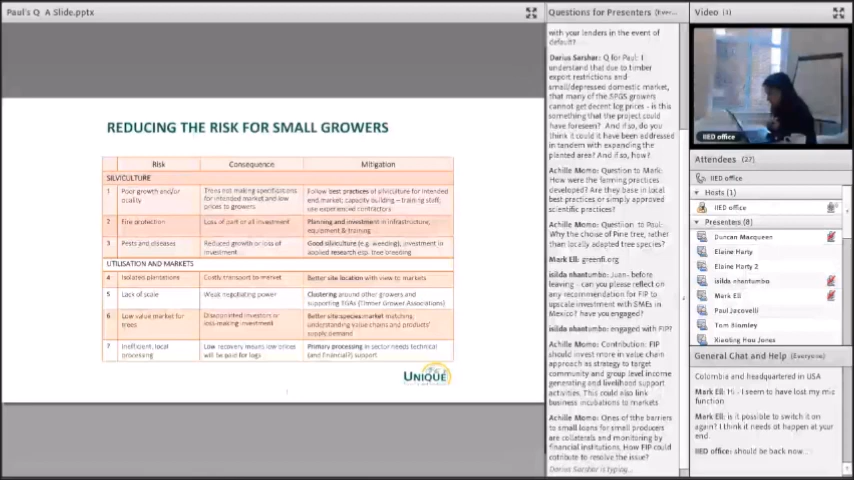 Paul's Q A Slide.pptx
REDUCING THE RISK FOR SMALL GROWERS
Risk Consequence Mitigation
SILVICULTURE
1 Poor growth and/or quality
Trees not making specifications for intended market and low prices to growers
Follow best practices of silviculture for intended end market; capacity building - training staff; use experienced contractors
2 Fire protection
Loss of part or all investment
Planning and investment in infrastructure, equipment & training
3 Pests and diseases
Reduced growth or loss of investment
Good silviculture (e.g. weeding), investment in applied research esp. tree breeding
UTILISATION AND MARKETS
4 Isolated plantations
Costly transport to market
Better site location with view to markets
5 Lack of scale
Weak negotiating power
Clustering around other growers and supporting TGAs (Timber Grower Associations)
6 Low value market for trees
Disappointed investors or loss-making investment
Better site:species:market matching, understanding value chains and products' supply demand
7 Inefficient, local processing
Low recovery means low prices will be paid for logs
Primary processing in sector needs technical (and financial?) support
UNIQUE
Questions for Presenters (Ever...
with your lenders in the event of
default?
Darius Sarshar: Q for Paul: I
understand that due to timber
export restrictions and
small/depressed domestic market,
that many of the SPGS growers
cannot get decent log prices - is this
something that the project could
have foreseen? And if so, do you
think it could it have been addressed
in tandem with expanding the
planted area? And if so, how?
Achille Momo: Question to Mark:
How were the farming practices
developed? Are they base in local
best practices or simply approved
scientific practices?
Achille Momo: Question to Paul:
Why the choise of Pine tree, rather
than locally adapted tree species?
Mark Ell: greenfi.org
isilda nhantumbo: Juan- before
leaving - can you please reflect on
any recommendation for FIP to
upscale investment with SMEs in
Mexico? have you engaged?
isilda nhantumbo: engaged with FIP?
Achille Momo: Contribution: FIP
should invest more in value chain
approach as strategy to target
community and group level income
generating and livelihood support
activities. This could also link
business incubations to markets
Achille Momo: Ones of tthe barriers
to small loans for small producers
are collaterals and monitoring by
financial institutions. How FIP could
contribute to resolve the issue?
Darius Sarshar is typing...
Video (1)
IIED office
Attendees (27)
IIED office
Hosts (1)
IIED office
Presenters (8)
Duncan Macqueen
Elaine Harty
Elaine Harty 2
isilda nhantumbo
Mark Ell
Paul Jacovelli
Tom Blomley
Xiaoting Hou Jones
General Chat and Help (Everyone)
Colombia and headquarted in USA
Mark Ell: Hi - I seem to have lost my mic
function
Mark Ell: is it possible to switch it on
again? I think it needs ot happen at your
end.
IIED office: should be back now...